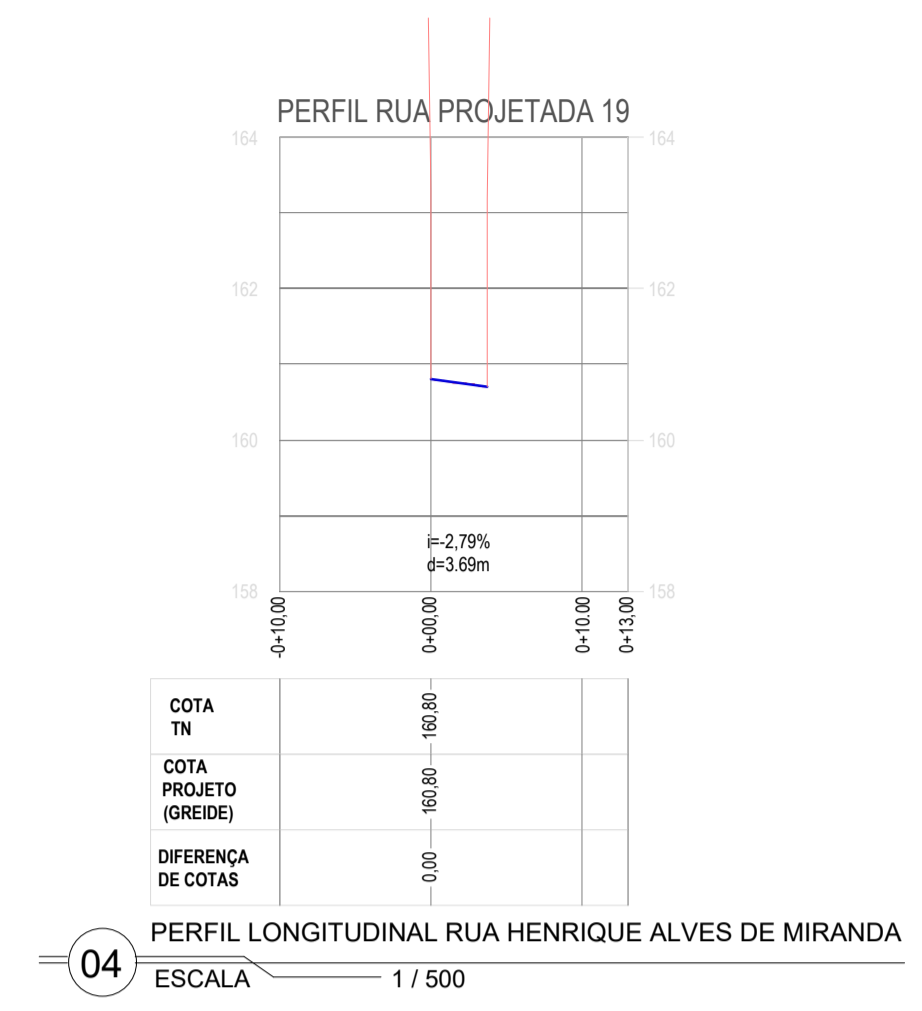 PERFIL RUA PROJETADA 19
164 164
162 162
160 160
i=-2,79%
d=3.69m
158 158
-0+10,00 0+00,00 0+10.00 0+13,00
COTA
TN
160,80
COTA
PROJETO
(GREIDE)
160,80
DIFERENÇA
DE COTAS
0,00
PERFIL LONGITUDINAL RUA HENRIQUE ALVES DE MIRANDA
04
ESCALA 1 / 500